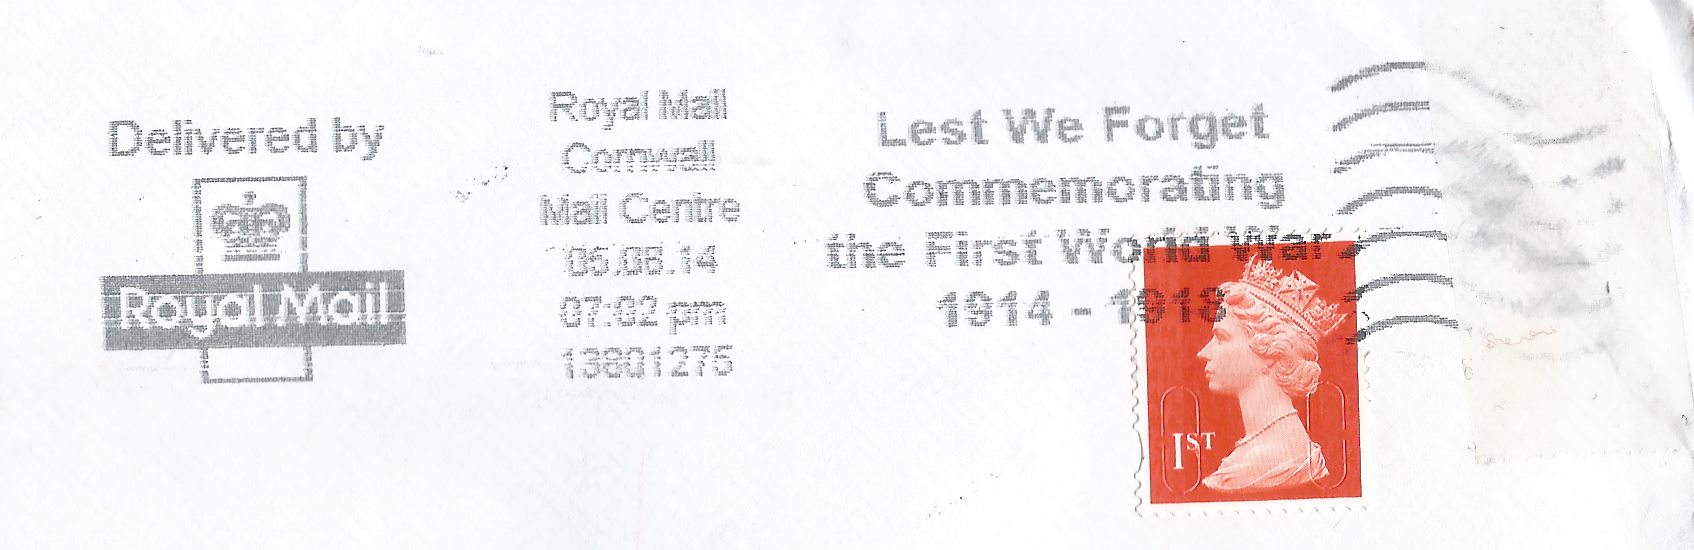 Delivered by
Royal Mail
Royal Mail
Cornwall
Mail Centre
05.08.14
07:02 pm
13801275
Lest We Forget
Commemorating
the First World War
1914 - 1918
1ST